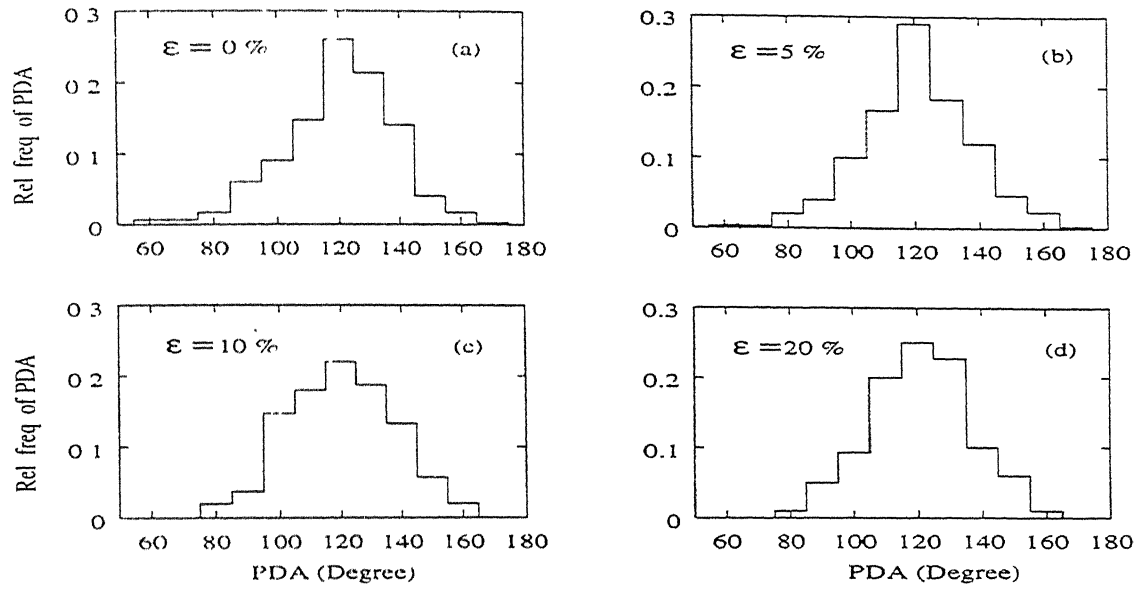 0 3
ε = 0 %
(a)
0 2
0 1
0
60 80 100 120 140 160 180
Rel freq of PDA
0.3
ε =5 %
(b)
0.2
0.1
0
60 80 100 120 140 160 180
0 3
ε = 10 %
(c)
0 2
0 1
0
60 80 100 120 140 160 180
Rel freq of PDA
PDA (Degree)
0.3
ε =20 %
(d)
0.2
0.1
0
60 80 100 120 140 160 180
PDA (Degree)